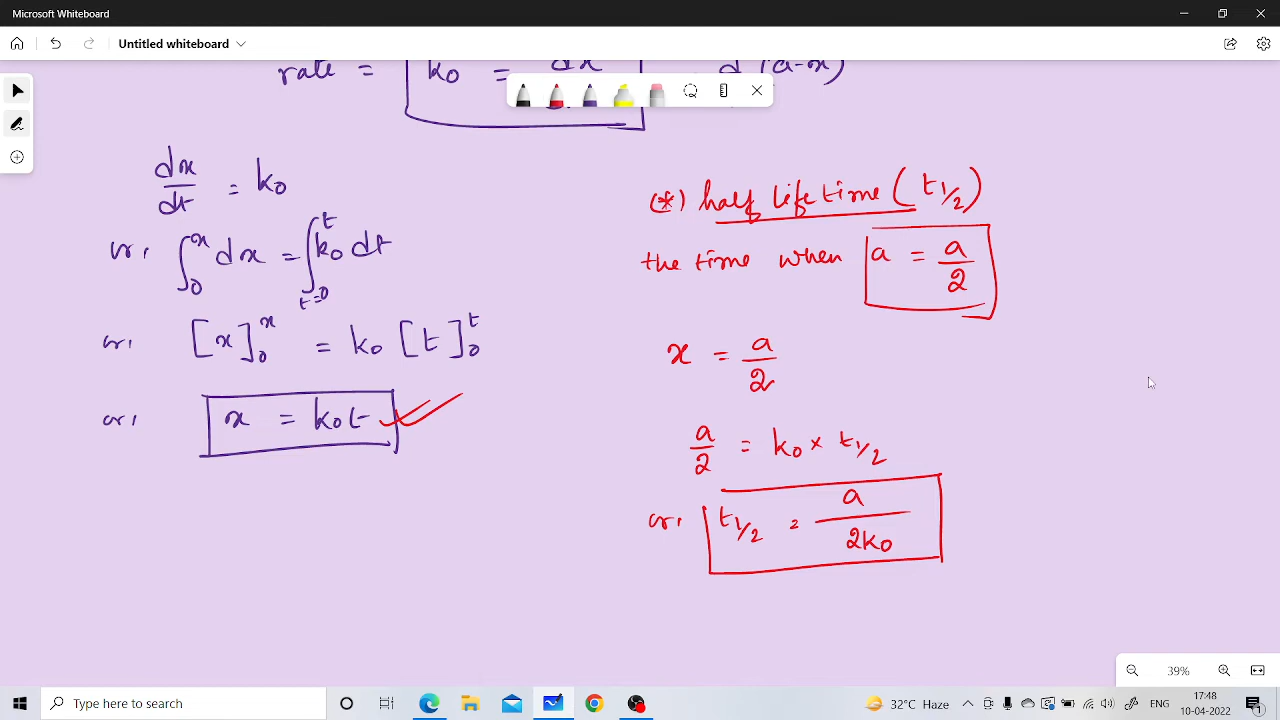 Microsoft Whiteboard
Untitled whiteboard
rate = k0 = dx d(a-x)
dx/dt = k0
or, ∫₀ˣ dx = ∫ₜ₌₀ᵗ k0 dt
or, [x]₀ˣ = k0 [t]₀ᵗ
or, x = k0t
(*) half life time (t1/2)
the time when a = a/2
x = a/2
a/2 = k0 × t1/2
or, t1/2 = a/2k0
39%
Type here to search
32°C Haze
ENG
17:48
10-04-2022